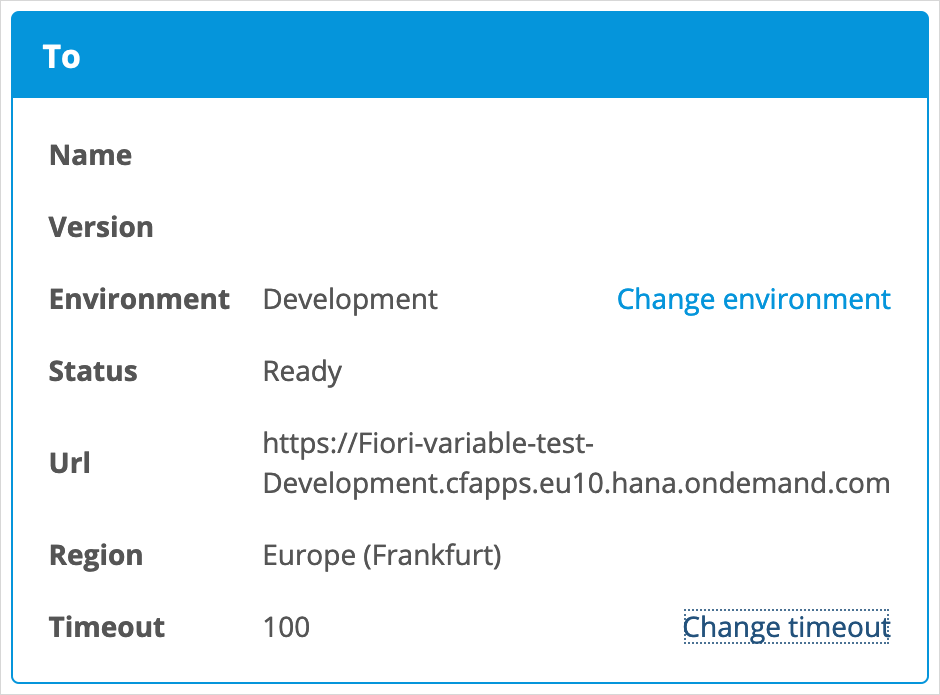 To
Name
Version
Environment Development Change environment
Status Ready
Url https://Fiori-variable-test-
Development.cfapps.eu10.hana.ondemand.com
Region Europe (Frankfurt)
Timeout 100 Change timeout